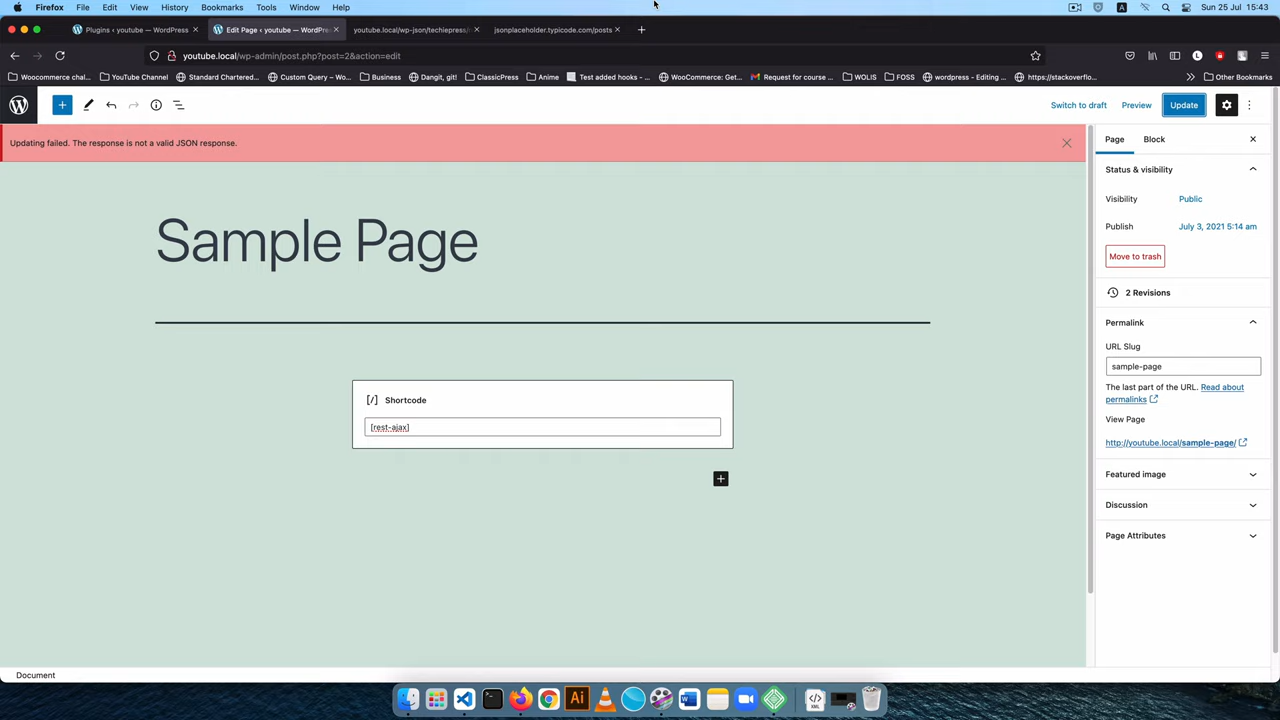 Firefox File Edit View History Bookmarks Tools Window Help A Sun 25 Jul 15:43
Plugins ‹ youtube — WordPress Edit Page ‹ youtube — WordPre youtube.local/wp-json/techiepress/ jsonplaceholder.typicode.com/posts
youtube.local/wp-admin/post.php?post=2&action=edit
Woocommerce chal... YouTube Channel Standard Chartered... Custom Query – Wo... Business Dangit, git! ClassicPress Anime Test added hooks - ... WooCommerce: Get... Request for course ... WOLIS FOSS wordpress - Editing ... https://stackoverflo... Other Bookmarks
Switch to draft Preview Update
Updating failed. The response is not a valid JSON response.
Sample Page
[/] Shortcode
[rest-ajax]
Page Block
Status & visibility
Visibility Public
Publish July 3, 2021 5:14 am
Move to trash
2 Revisions
Permalink
URL Slug
sample-page
The last part of the URL. Read about
permalinks
View Page
http://youtube.local/sample-page/
Featured image
Discussion
Page Attributes
Document
Ai
XML